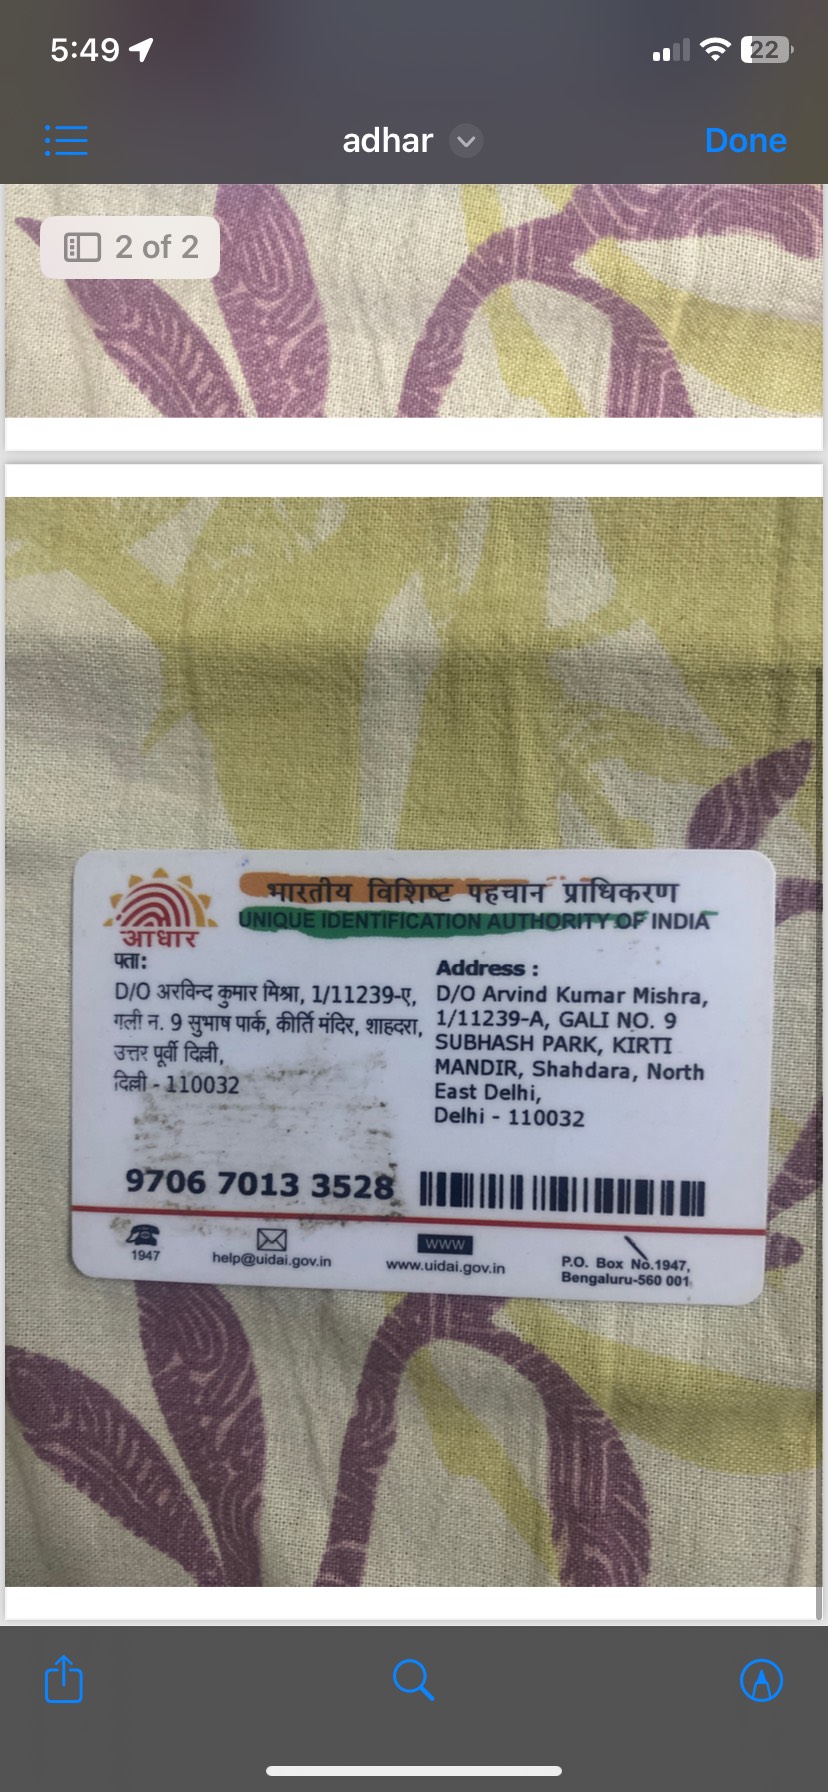 5:49
22
adhar
Done
2 of 2
भारतीय विशिष्ट पहचान प्राधिकरण
UNIQUE IDENTIFICATION AUTHORITY OF INDIA
आधार
पता:
D/O अरविन्द कुमार मिश्रा, 1/11239-ए,
गली न. 9 सुभाष पार्क, कीर्ति मंदिर, शाहदरा,
उत्तर पूर्वी दिल्ली,
दिल्ली - 110032
Address :
D/O Arvind Kumar Mishra,
1/11239-A, GALI NO. 9
SUBHASH PARK, KIRTI
MANDIR, Shahdara, North
East Delhi,
Delhi - 110032
9706 7013 3528
1947
help@uidai.gov.in
WWW
www.uidai.gov.in
P.O. Box No.1947,
Bengaluru-560 001